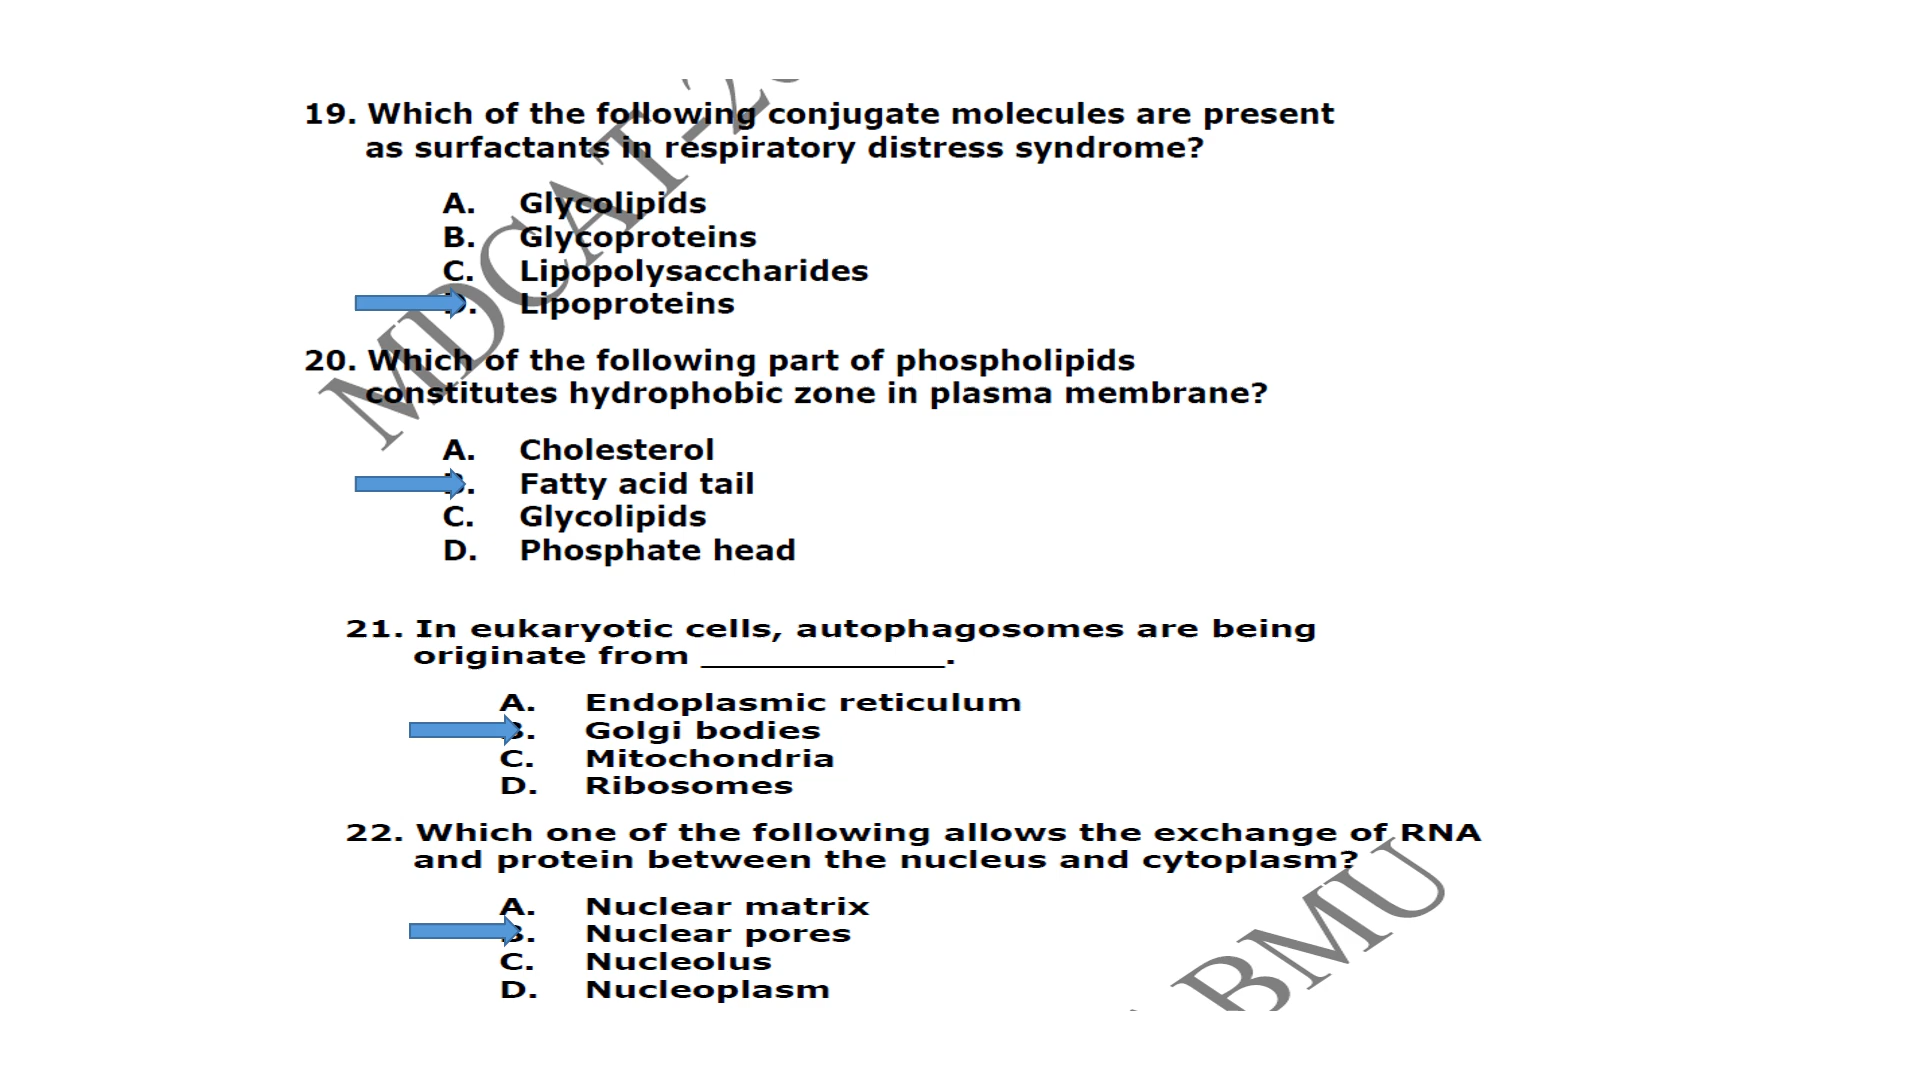 MDCAT-20
19. Which of the following conjugate molecules are present
as surfactants in respiratory distress syndrome?
A. Glycolipids
B. Glycoproteins
C. Lipopolysaccharides
D. Lipoproteins
20. Which of the following part of phospholipids
constitutes hydrophobic zone in plasma membrane?
A. Cholesterol
B. Fatty acid tail
C. Glycolipids
D. Phosphate head
21. In eukaryotic cells, autophagosomes are being
originate from ________________.
A. Endoplasmic reticulum
B. Golgi bodies
C. Mitochondria
D. Ribosomes
22. Which one of the following allows the exchange of RNA
and protein between the nucleus and cytoplasm?
A. Nuclear matrix
B. Nuclear pores
C. Nucleolus
D. Nucleoplasm
BMU